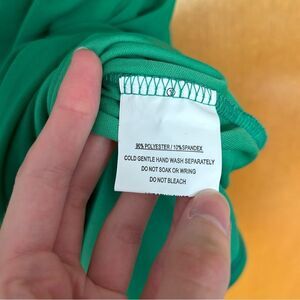 90% POLYESTER / 10%SPANDEX
COLD GENTLE HAND WASH SEPARATELY
DO NOT SOAK OR WRING
DO NOT BLEACH